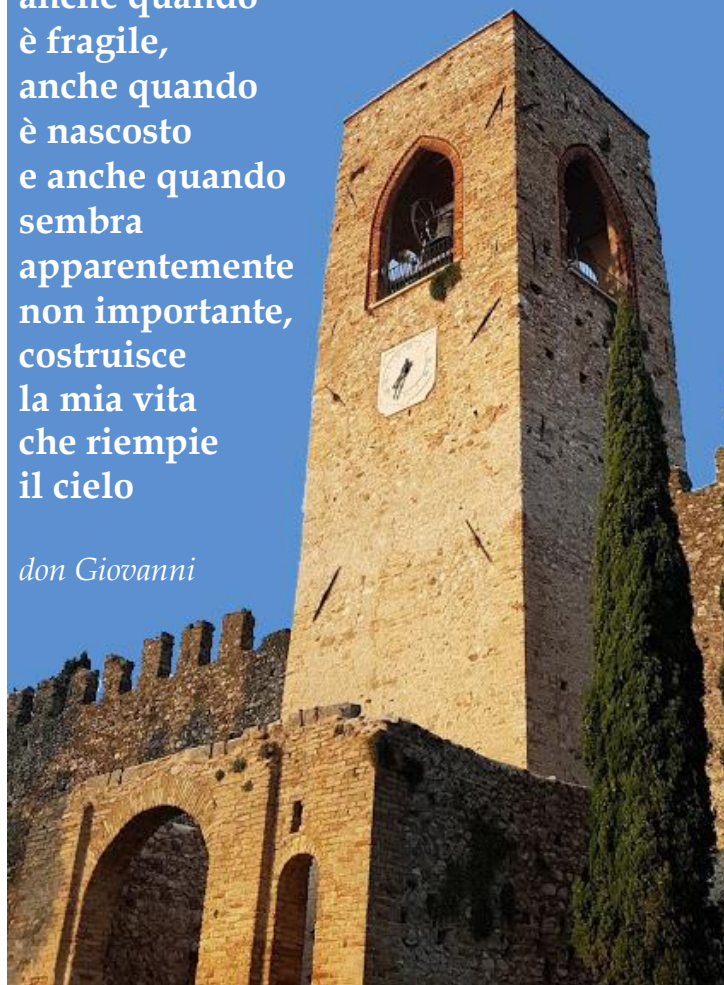 anche quando
è fragile,
anche quando
è nascosto
e anche quando
sembra
apparentemente
non importante,
costruisce
la mia vita
che riempie
il cielo
don Giovanni